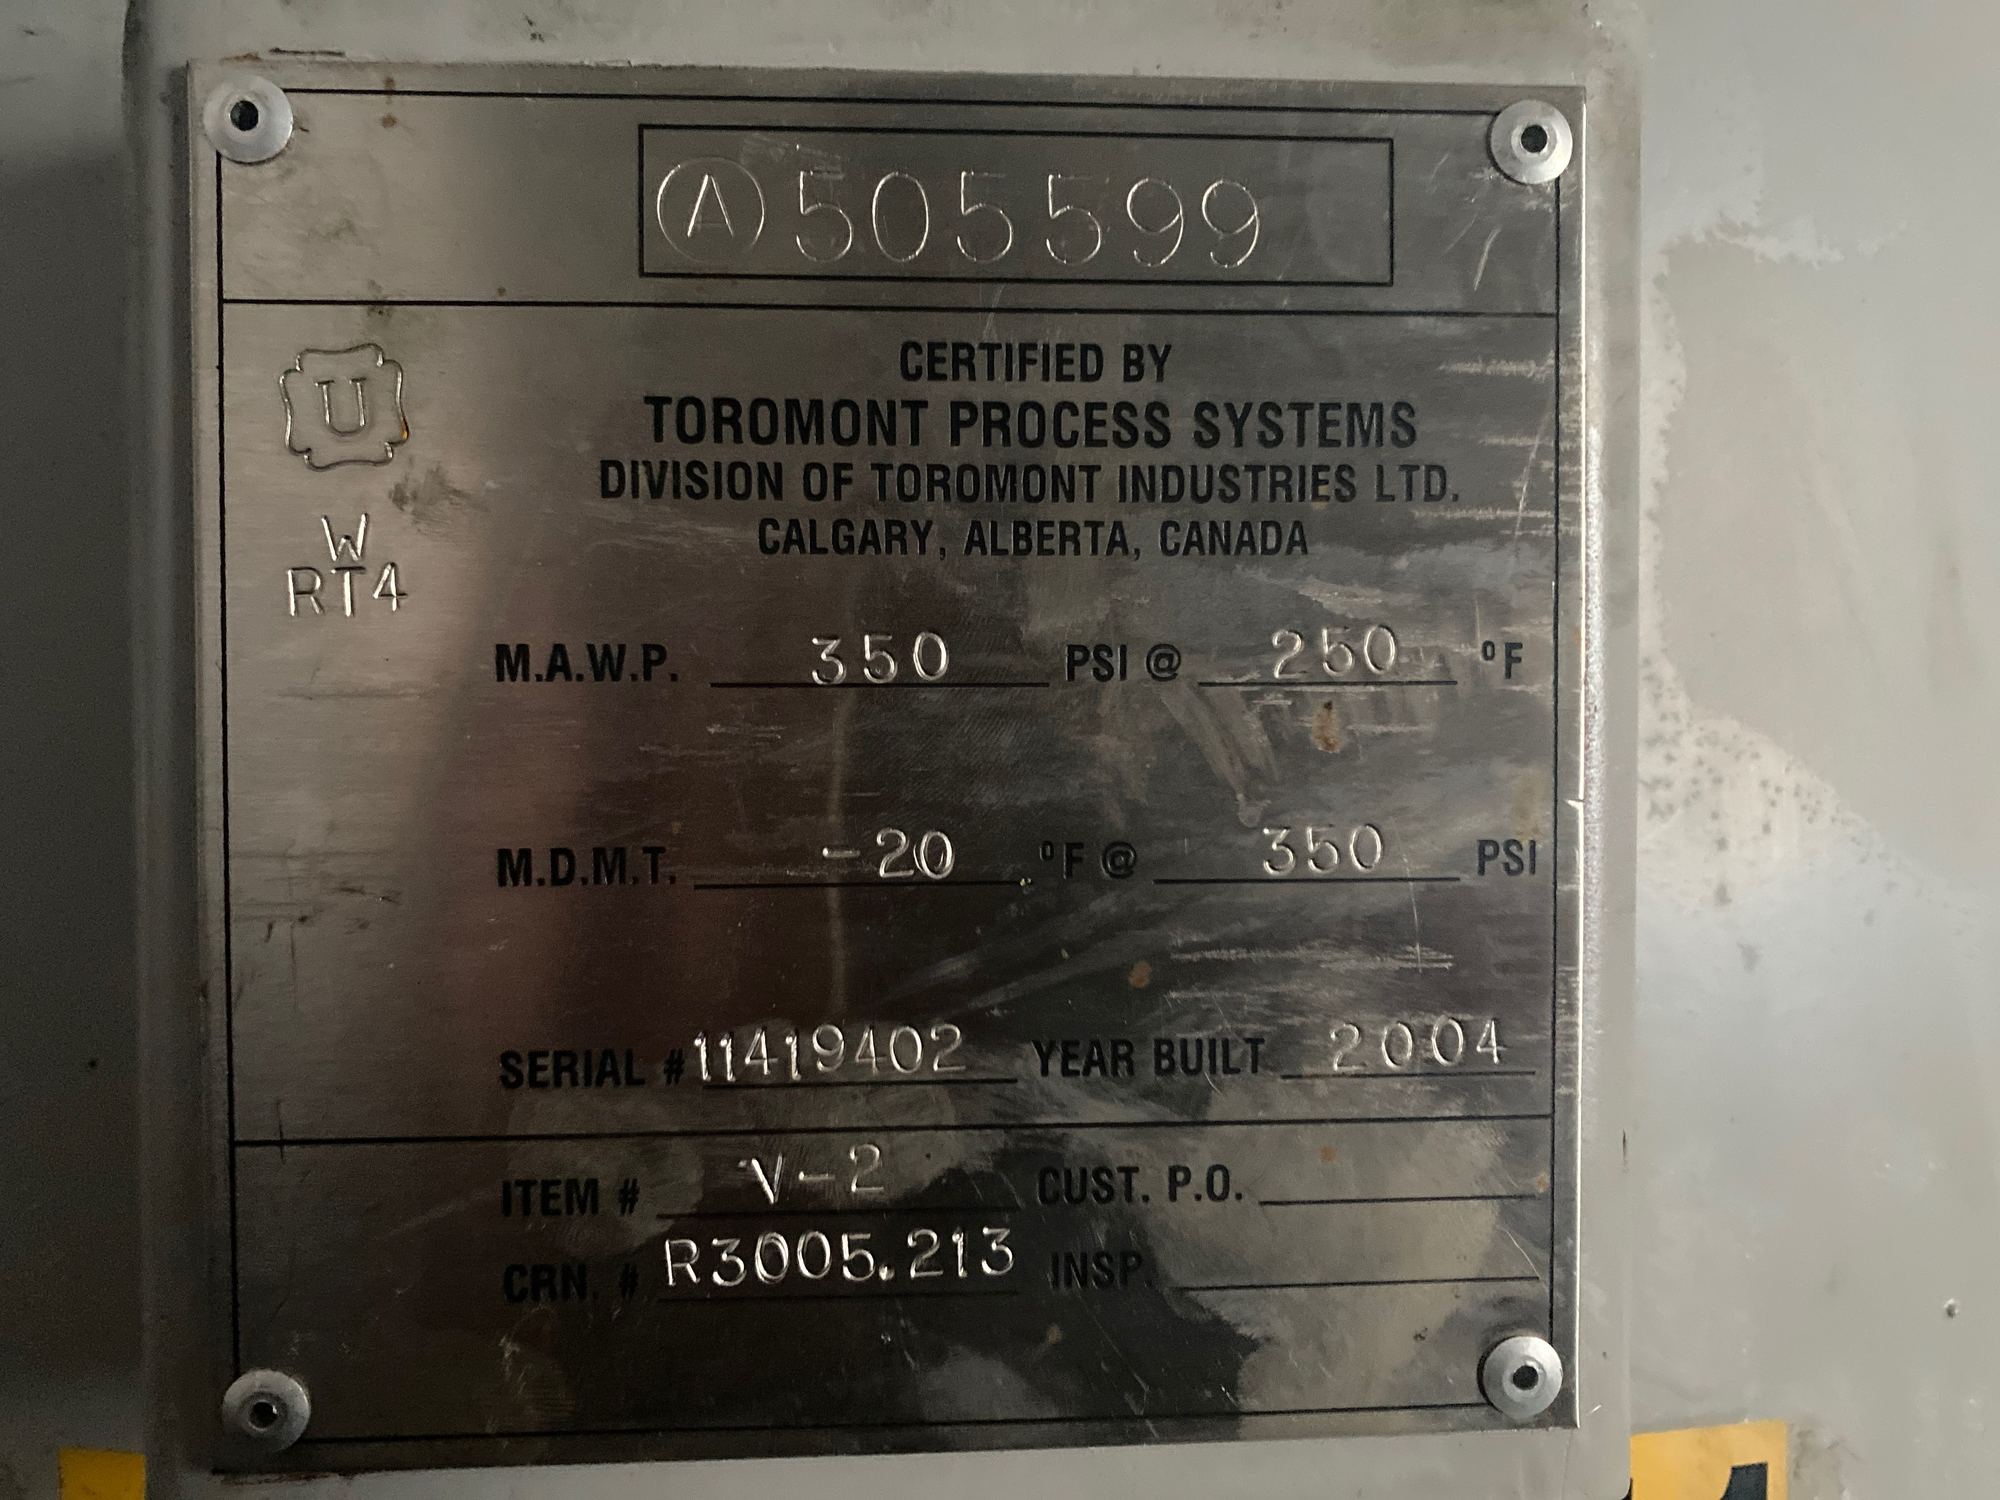 A 505599
U
CERTIFIED BY
TOROMONT PROCESS SYSTEMS
DIVISION OF TOROMONT INDUSTRIES LTD.
CALGARY, ALBERTA, CANADA
W
RT4
M.A.W.P. 350 PSI @ 250 °F
M.D.M.T. -20 °F @ 350 PSI
SERIAL # 11419402 YEAR BUILT 2004
ITEM # V-2 CUST. P.O.
CRN. # R3005.213 INSP.